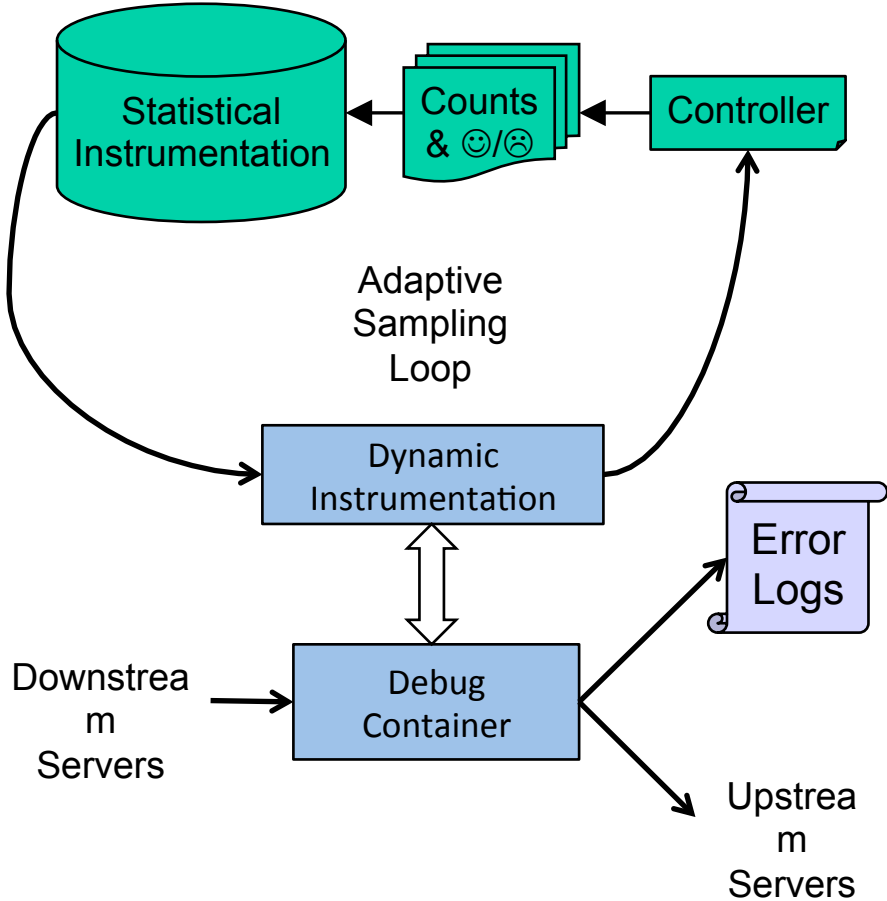 Statistical
Instrumentation
Counts
& ☺/☹
Controller
Adaptive
Sampling
Loop
Dynamic
Instrumentation
Error
Logs
Downstrea
m
Servers
Debug
Container
Upstrea
m
Servers